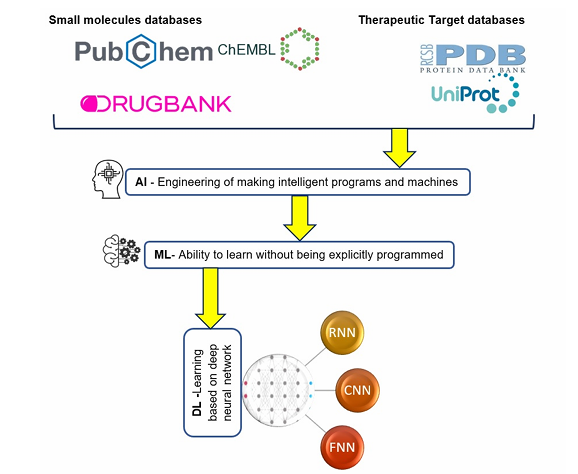 Small molecules databases
Therapeutic Target databases
PubChem
ChEMBL
RCSB
PDB
PROTEIN DATA BANK
DRUGBANK
UniProt
AI - Engineering of making intelligent programs and machines
ML- Ability to learn without being explicitly programmed
DL -Learning
based on deep
neural network
RNN
CNN
FNN